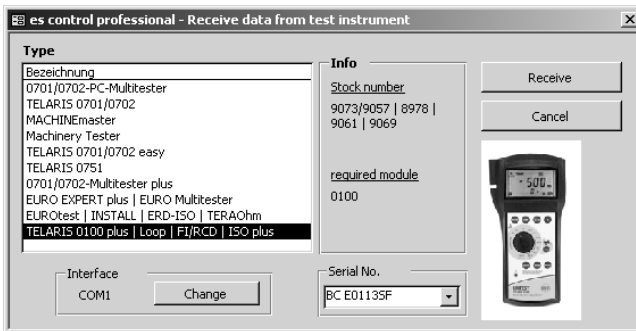 es control professional - Receive data from test instrument
Type
Bezeichnung
0701/0702-PC-Multitester
TELARIS 0701/0702
MACHINEmaster
Machinery Tester
TELARIS 0701/0702 easy
TELARIS 0751
0701/0702-Multitester plus
EURO EXPERT plus | EURO Multitester
EUROtest | INSTALL | ERD-ISO | TERAOhm
TELARIS 0100 plus | Loop | FI/RCD | ISO plus
Info
Stock number
9073/9057 | 8978 |
9061 | 9069
required module
0100
Receive
Cancel
500
Interface
COM1
Change
Serial No.
BC E0113SF